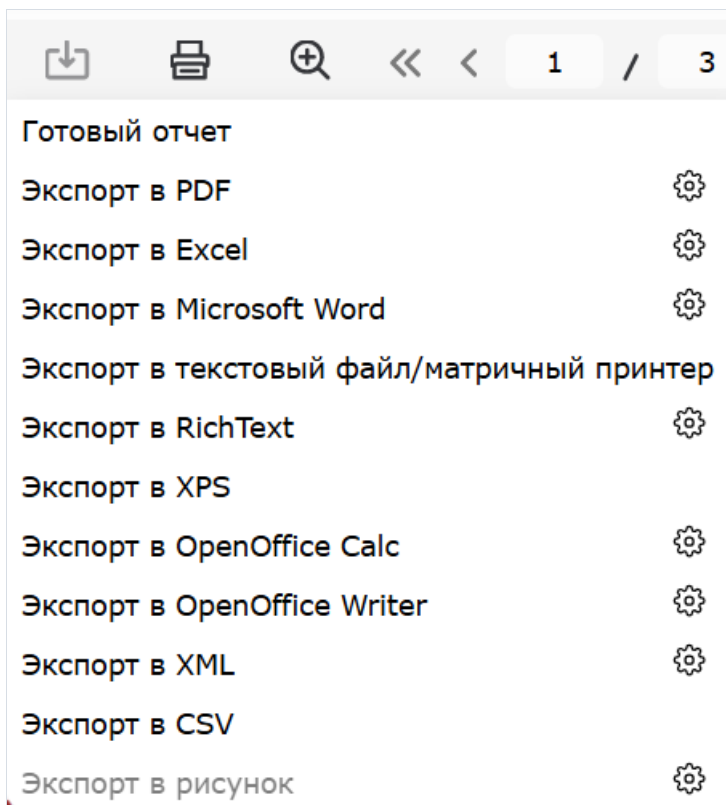 1 / 3
Готовый отчет
Экспорт в PDF
Экспорт в Excel
Экспорт в Microsoft Word
Экспорт в текстовый файл/матричный принтер
Экспорт в RichText
Экспорт в XPS
Экспорт в OpenOffice Calc
Экспорт в OpenOffice Writer
Экспорт в XML
Экспорт в CSV
Экспорт в рисунок